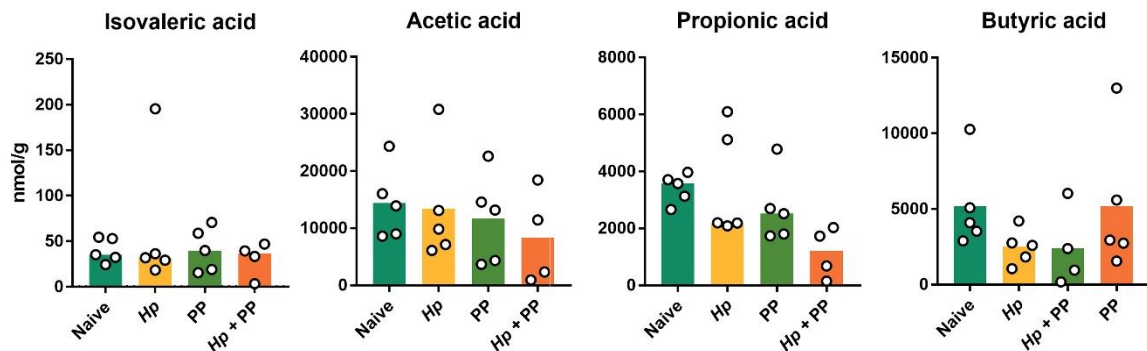 Isovaleric acid
nmol/g
250
200
150
100
50
0
Naive
Hp
PP
Hp + PP
Acetic acid
40000
30000
20000
10000
0
Naive
Hp
PP
Hp + PP
Propionic acid
8000
6000
4000
2000
0
Naive
Hp
PP
Hp + PP
Butyric acid
15000
10000
5000
0
Naive
Hp
Hp + PP
PP